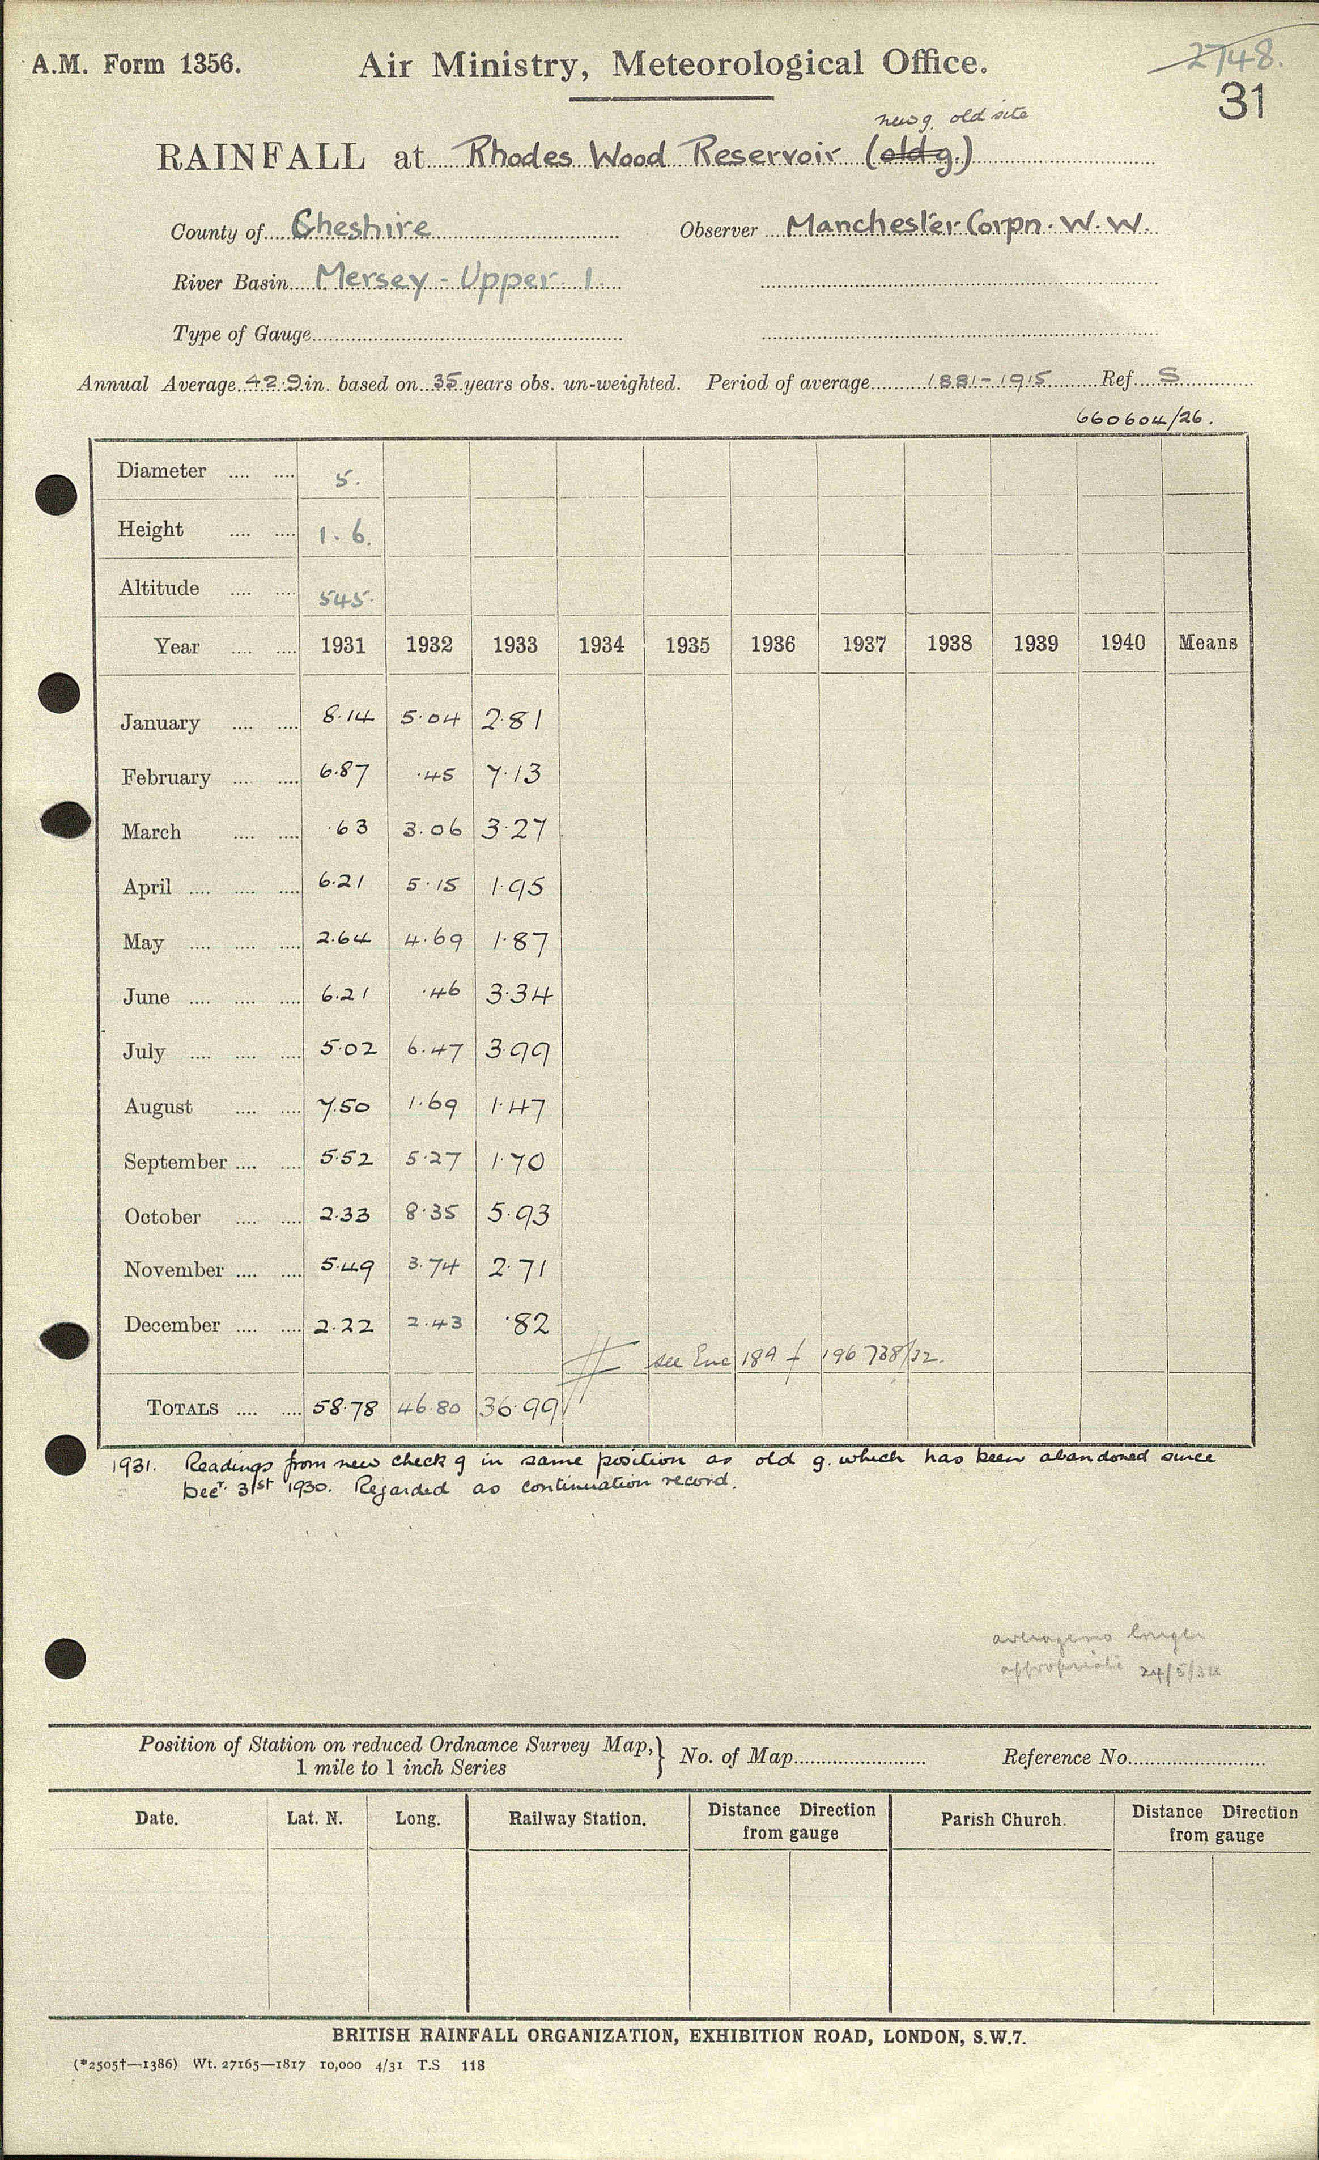 A.M. Form 1356.
Air Ministry, Meteorological Office.
2748.
31
new g. old site
RAINFALL at Rhodes Wood Reservoir (old g.)
County of Cheshire Observer Manchester Corpn. W.W.
River Basin Mersey - Upper 1
Type of Gauge
Annual Average 42.9 in. based on 35 years obs. un-weighted. Period of average 1881-1915 Ref. S
660604/26.
Diameter .... .... 5.
Height .... .... 1. 6.
Altitude .... .... 545.
Year .... .... 1931 1932 1933 1934 1935 1936 1937 1938 1939 1940 Means
January .... .... 8.14 5.04 2.81
February .... .... 6.87 .45 7.13
March .... .... .63 3.06 3.27
April .... .... .... 6.21 5.15 1.95
May .... .... .... 2.64 4.69 1.87
June .... .... .... 6.21 .46 3.34
July .... .... .... 5.02 6.47 3.99
August .... .... 7.50 1.69 1.47
September .... .... 5.52 5.27 1.70
October .... .... 2.33 8.35 5.93
November .... .... 5.49 3.74 2.71
December .... .... 2.22 2.43 .82
see Enc 189 f 196738/32.
TOTALS .... .... 58.78 46.80 36.99
1931. Readings from new check g in same position as old g. which has been abandoned since
Decr. 31st 1930. Regarded as continuation record.
longer
appropriate 24/5/34
Position of Station on reduced Ordnance Survey Map, } No. of Map Reference No.
1 mile to 1 inch Series
Date. Lat. N. Long. Railway Station. Distance Direction Parish Church. Distance Direction
from gauge from gauge
BRITISH RAINFALL ORGANIZATION, EXHIBITION ROAD, LONDON, S.W.7.
(*2505†—1386) Wt. 27165—1817 10,000 4/31 T.S 118